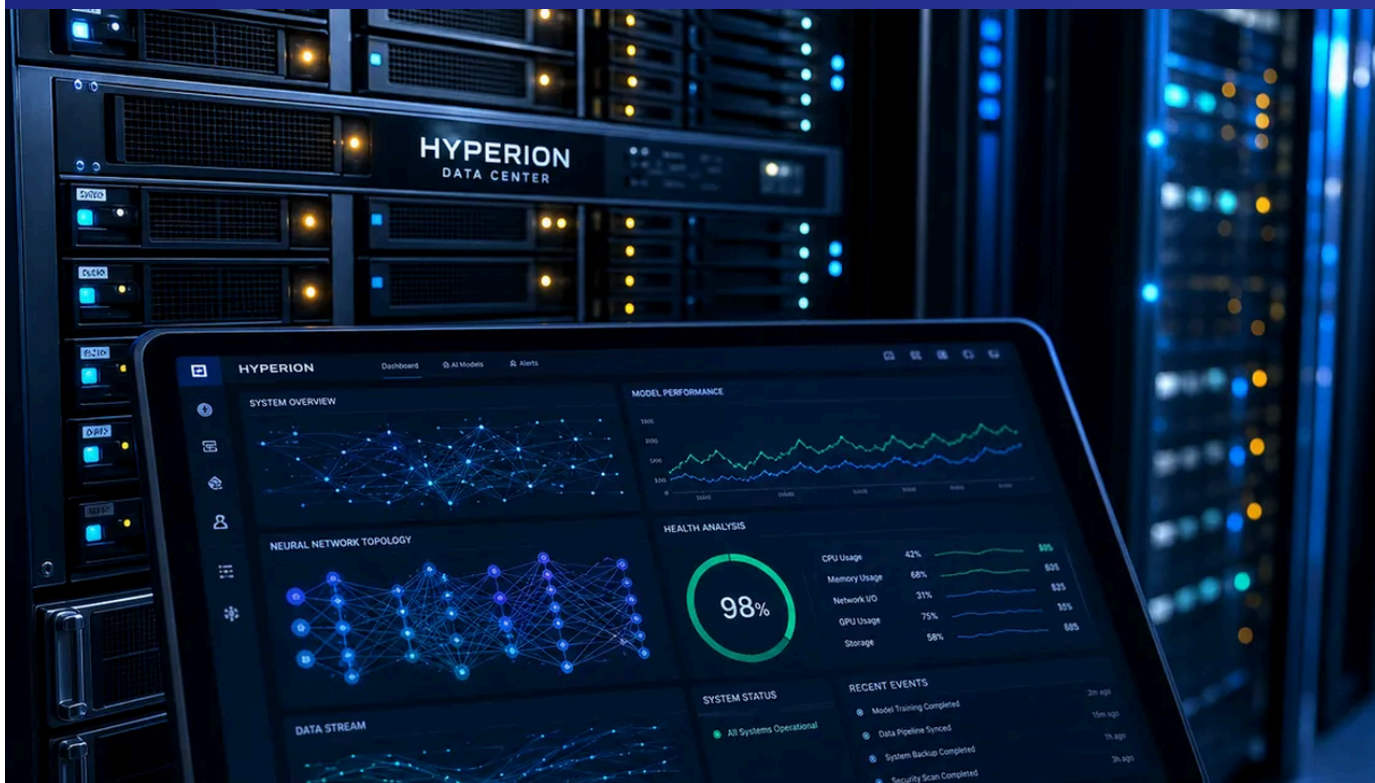 HYPERION
DATA CENTER
HYPERION
Dashboard
AI Models
Alerts
SYSTEM OVERVIEW
MODEL PERFORMANCE
NEURAL NETWORK TOPOLOGY
HEALTH ANALYSIS
98%
CPU Usage 42%
Memory Usage 68%
Network I/O 31%
GPU Usage 75%
Storage 58%
DATA STREAM
SYSTEM STATUS
All Systems Operational
RECENT EVENTS
Model Training Completed 2m ago
Data Pipeline Synced 15m ago
System Backup Completed 1h ago
Security Scan Completed 3h ago